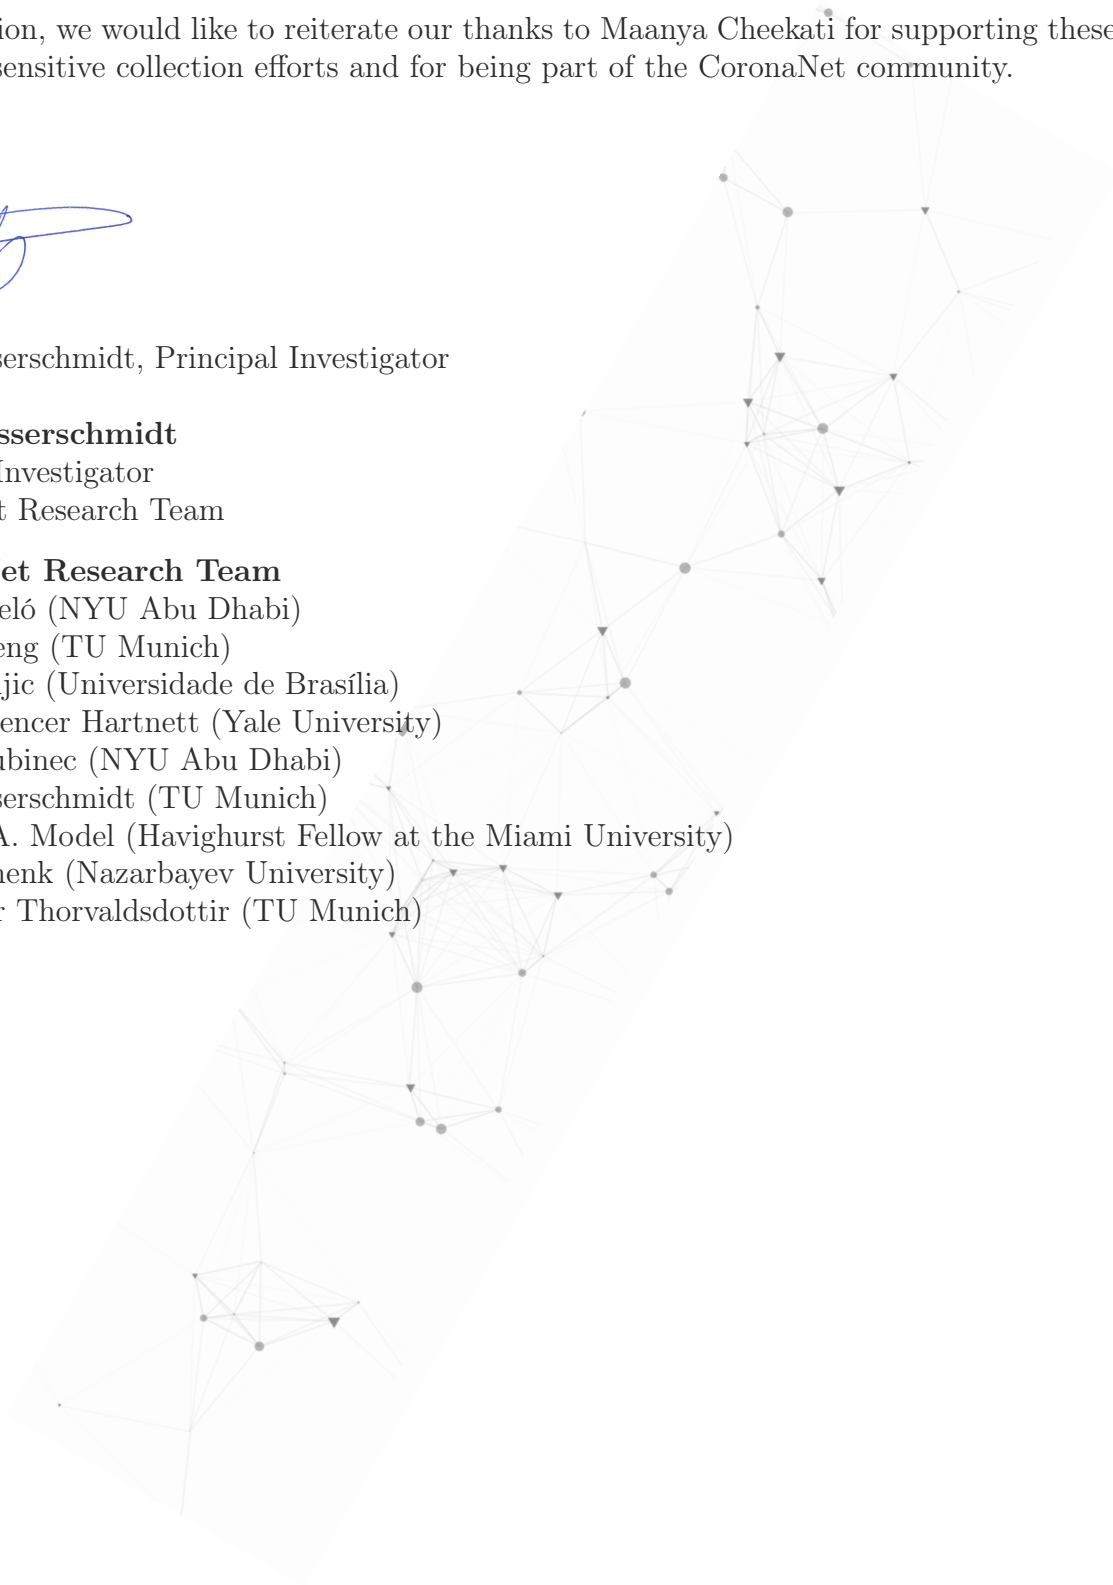 ion, we would like to reiterate our thanks to Maanya Cheekati for supporting these
sensitive collection efforts and for being part of the CoronaNet community.
serschmidt, Principal Investigator
sserschmidt
Investigator
t Research Team
et Research Team
eló (NYU Abu Dhabi)
eng (TU Munich)
jic (Universidade de Brasília)
encer Hartnett (Yale University)
ubinec (NYU Abu Dhabi)
serschmidt (TU Munich)
A. Model (Havighurst Fellow at the Miami University)
henk (Nazarbayev University)
r Thorvaldsdottir (TU Munich)